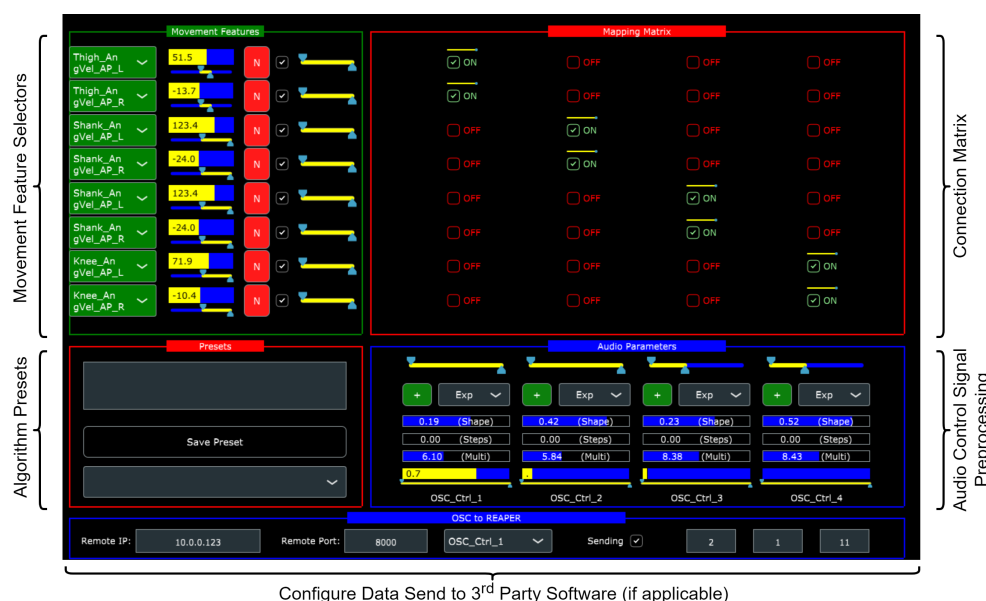 Movement Feature Selectors
Movement Features
Mapping Matrix
Connection Matrix
Thigh_An
gVel_AP_L
51.5
N
ON
OFF
OFF
OFF
Thigh_An
gVel_AP_R
-13.7
N
ON
OFF
OFF
OFF
Shank_An
gVel_AP_L
123.4
N
OFF
ON
OFF
OFF
Shank_An
gVel_AP_R
-24.0
N
OFF
ON
OFF
OFF
Shank_An
gVel_AP_L
123.4
N
OFF
OFF
ON
OFF
Shank_An
gVel_AP_R
-24.0
N
OFF
OFF
ON
OFF
Knee_An
gVel_AP_L
71.9
N
OFF
OFF
OFF
ON
Knee_An
gVel_AP_R
-10.4
N
OFF
OFF
OFF
ON
Algorithm Presets
Presets
Save Preset
Audio Parameters
Audio Control Signal
Preprocessing
+ Exp + Exp + Exp + Exp
0.19 (Shape) 0.42 (Shape) 0.23 (Shape) 0.52 (Shape)
0.00 (Steps) 0.00 (Steps) 0.00 (Steps) 0.00 (Steps)
6.10 (Multi) 5.84 (Multi) 8.38 (Multi) 8.43 (Multi)
0.7
OSC_Ctrl_1 OSC_Ctrl_2 OSC_Ctrl_3 OSC_Ctrl_4
OSC to REAPER
Remote IP: 10.0.0.123 Remote Port: 8000 OSC_Ctrl_1 Sending 2 1 11
Configure Data Send to 3rd Party Software (if applicable)